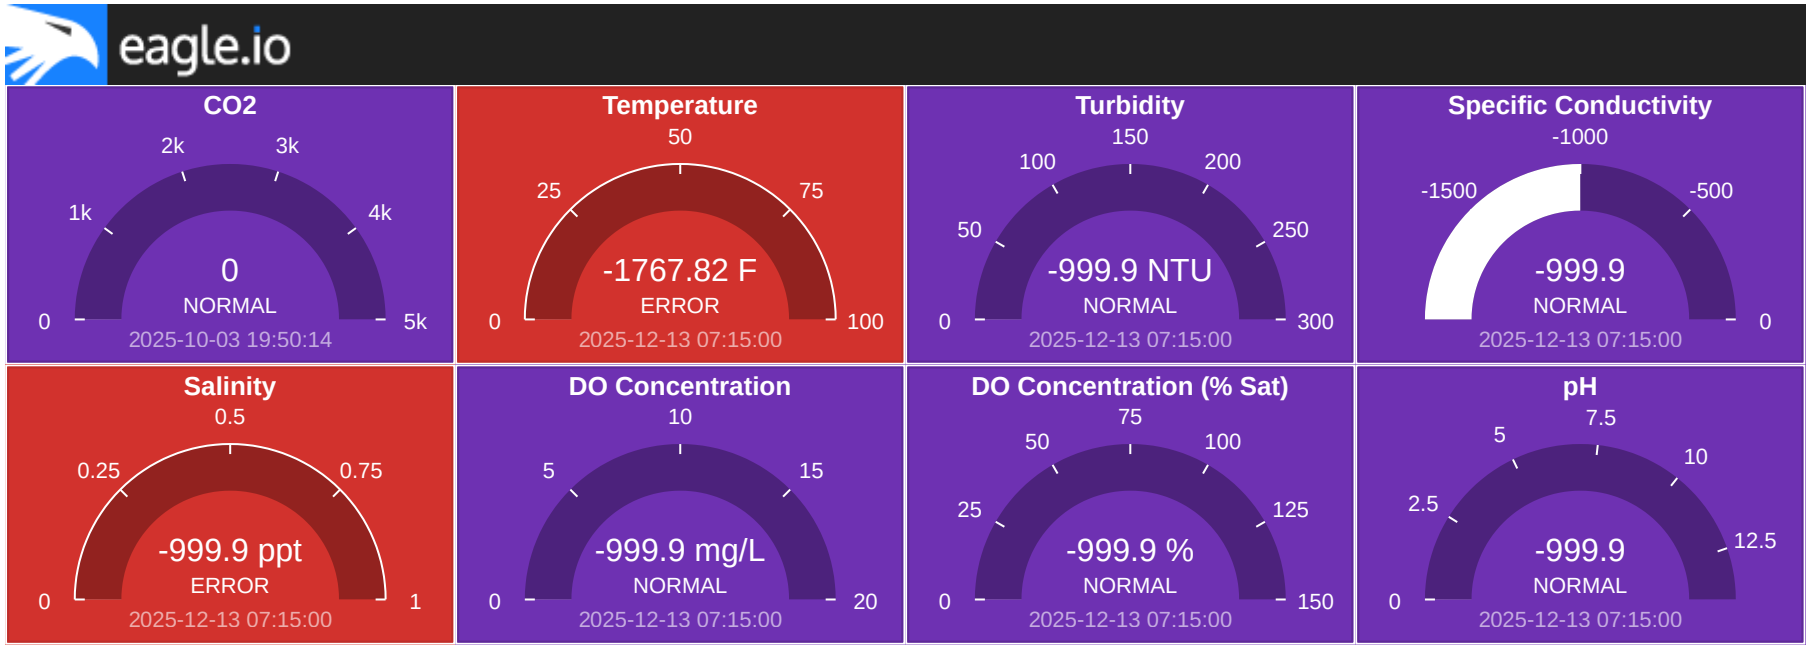 eagle.io
CO2
2k 3k
1k 4k
0
NORMAL
0 5k
2025-10-03 19:50:14
Temperature
50
25 75
-1767.82 F
ERROR
0 100
2025-12-13 07:15:00
Turbidity
150
100 200
50 250
-999.9 NTU
NORMAL
0 300
2025-12-13 07:15:00
Specific Conductivity
-1000
-1500 -500
-999.9
NORMAL
0
2025-12-13 07:15:00
Salinity
0.5
0.25 0.75
-999.9 ppt
ERROR
0 1
2025-12-13 07:15:00
DO Concentration
10
5 15
-999.9 mg/L
NORMAL
0 20
2025-12-13 07:15:00
DO Concentration (% Sat)
75
50 100
25 125
-999.9 %
NORMAL
0 150
2025-12-13 07:15:00
pH
7.5
5 10
2.5 12.5
-999.9
NORMAL
0
2025-12-13 07:15:00